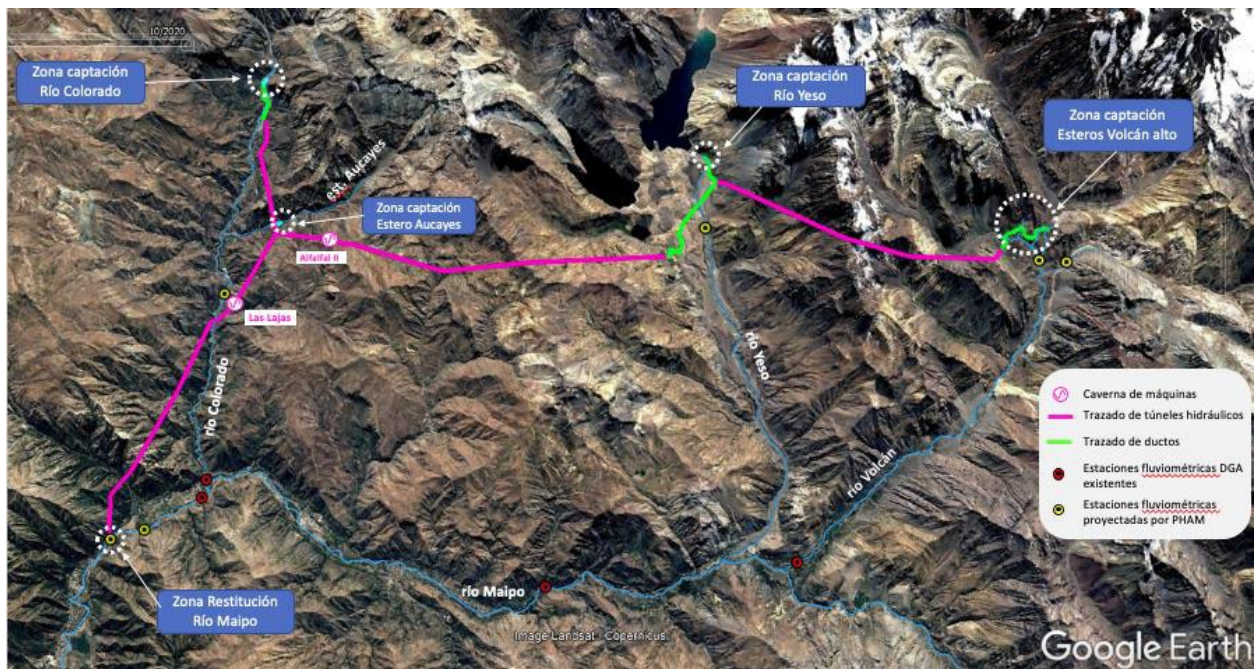 10/2020
Zona captación
Río Colorado
Zona captación
Río Yeso
Zona captación
Esteros Volcán alto
est. Aucayes
Zona captación
Estero Aucayes
Alfalfal II
Las Lajas
río Colorado
río Yeso
río Volcán
río Maipo
Zona Restitución
Río Maipo
Caverna de máquinas
Trazado de túneles hidráulicos
Trazado de ductos
Estaciones fluviométricas DGA
existentes
Estaciones fluviométricas
proyectadas por PHAM
Image Landsat / Copernicus
Google Earth